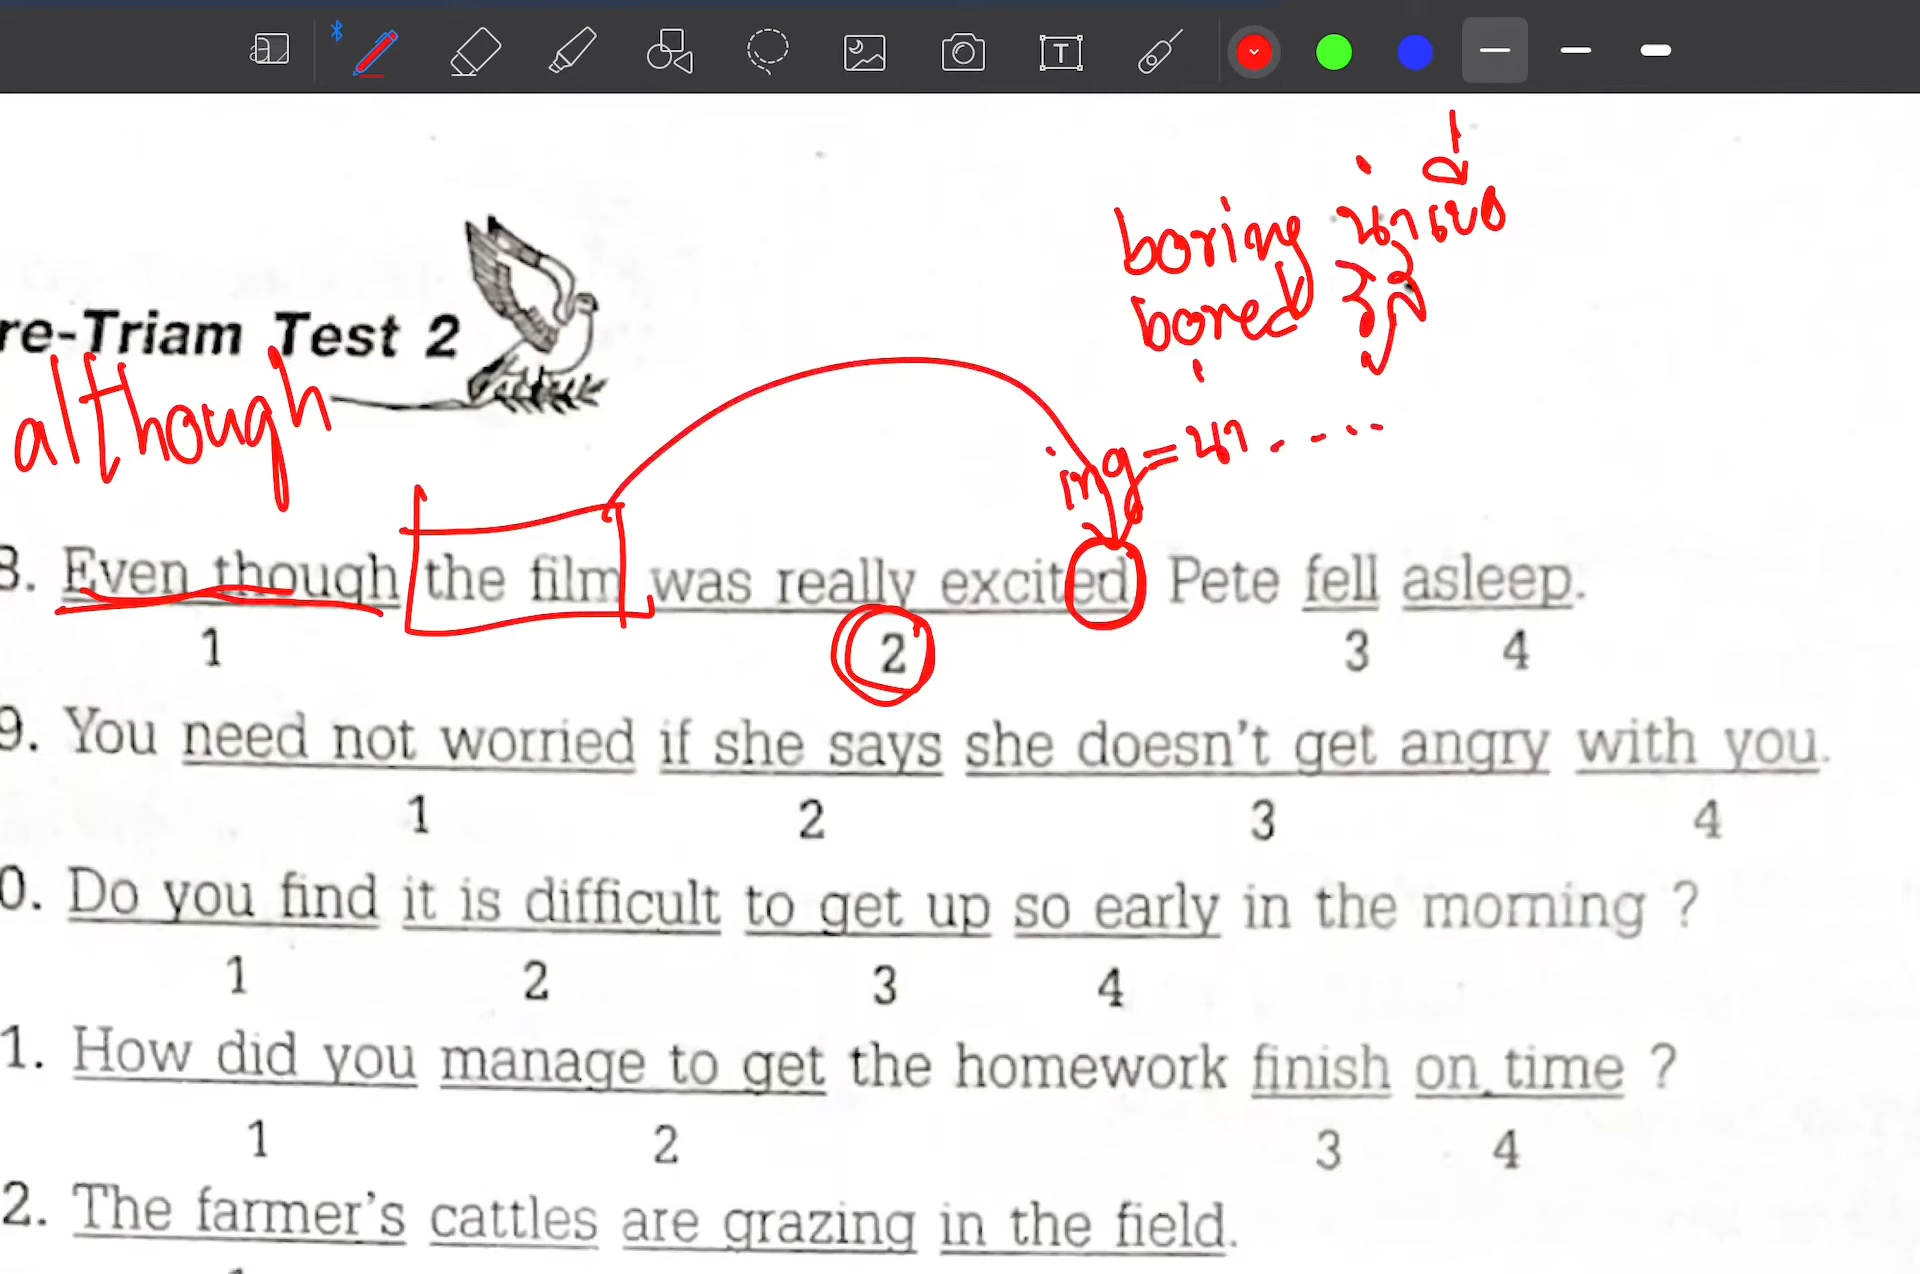 boring น่าเบื่อ
bored รู้สึ
re-Triam Test 2
although
ing = น่า ....
8. Even though the film was really excited Pete fell asleep.
1 2 3 4
9. You need not worried if she says she doesn't get angry with you.
1 2 3 4
0. Do you find it is difficult to get up so early in the morning ?
1 2 3 4
1. How did you manage to get the homework finish on time ?
1 2 3 4
2. The farmer's cattles are grazing in the field.